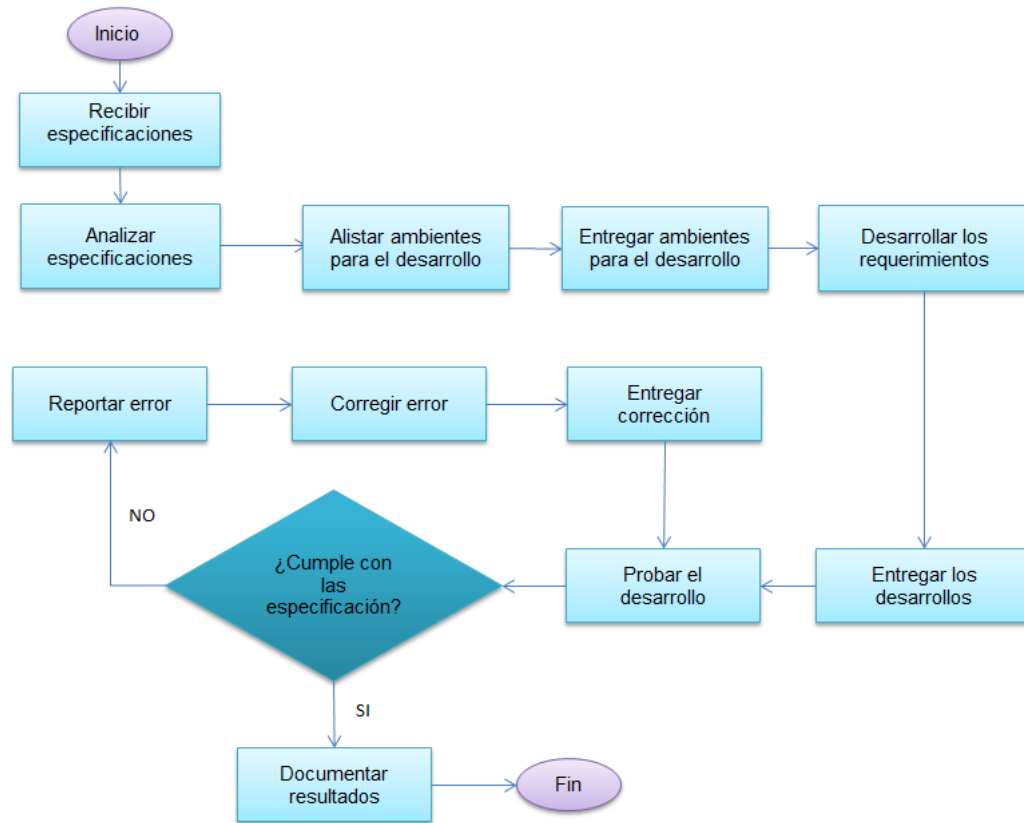 Inicio
Recibir
especificaciones
Analizar
especificaciones
Alistar ambientes
para el desarrollo
Entregar ambientes
para el desarrollo
Desarrollar los
requerimientos
Reportar error
Corregir error
Entregar
corrección
NO
¿Cumple con
las
especificación?
Probar el
desarrollo
Entregar los
desarrollos
SI
Documentar
resultados
Fin